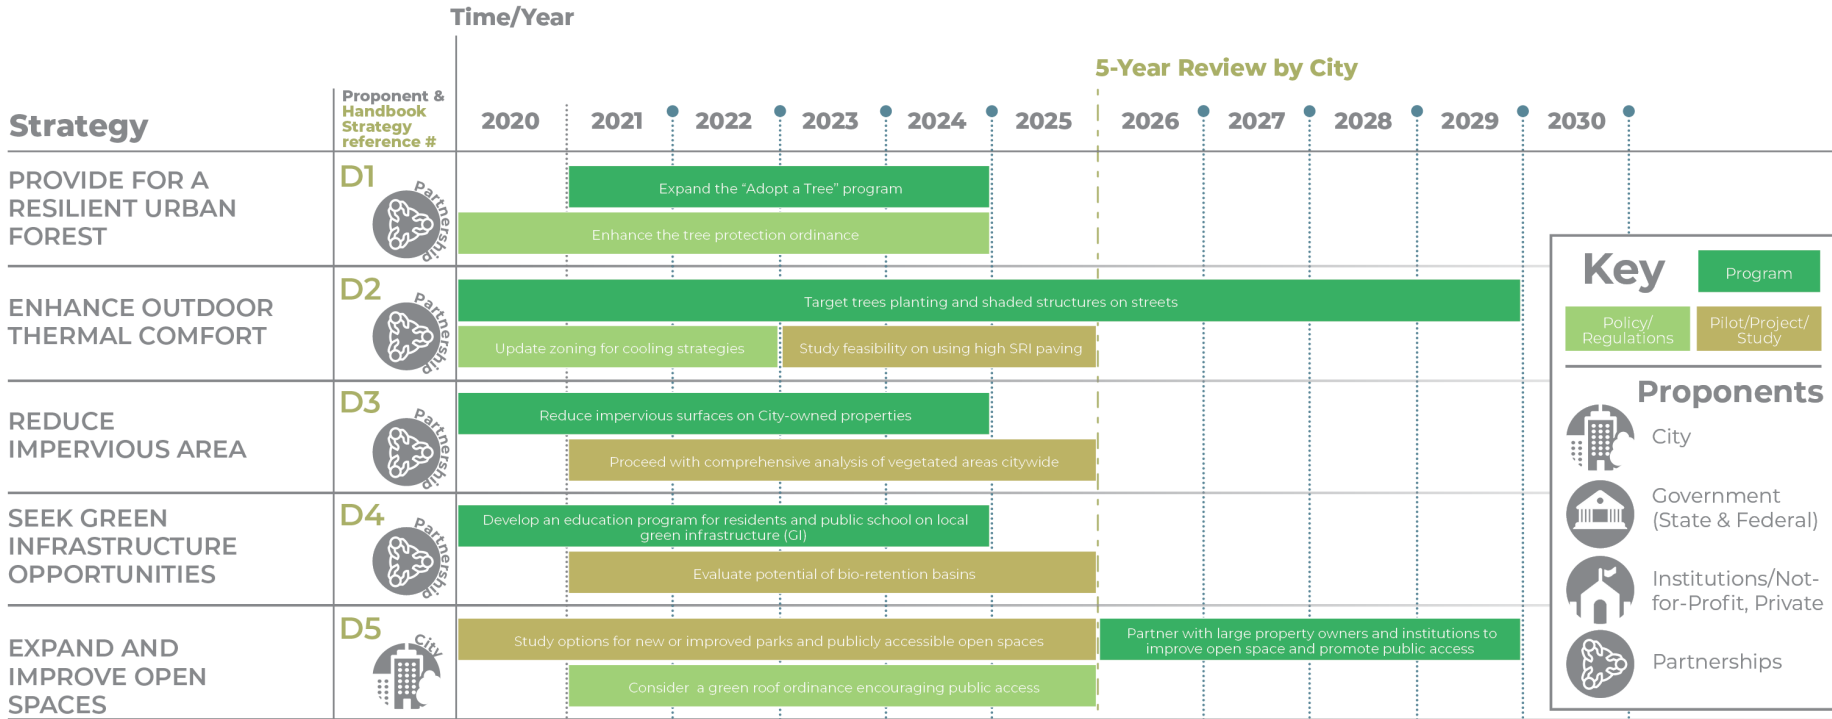 Time/Year
5-Year Review by City
Strategy
Proponent &
Handbook
Strategy
reference #
2020 2021 2022 2023 2024 2025 2026 2027 2028 2029 2030
PROVIDE FOR A
RESILIENT URBAN
FOREST
D1
Partnership
Expand the “Adopt a Tree” program
Enhance the tree protection ordinance
ENHANCE OUTDOOR
THERMAL COMFORT
D2
Partnership
Target trees planting and shaded structures on streets
Update zoning for cooling strategies
Study feasibility on using high SRI paving
REDUCE
IMPERVIOUS AREA
D3
Partnership
Reduce impervious surfaces on City-owned properties
Proceed with comprehensive analysis of vegetated areas citywide
SEEK GREEN
INFRASTRUCTURE
OPPORTUNITIES
D4
Partnership
Develop an education program for residents and public school on local
green infrastructure (GI)
Evaluate potential of bio-retention basins
EXPAND AND
IMPROVE OPEN
SPACES
D5
City
Study options for new or improved parks and publicly accessible open spaces
Partner with large property owners and institutions to
improve open space and promote public access
Consider a green roof ordinance encouraging public access
Key
Program
Policy/
Regulations
Pilot/Project/
Study
Proponents
City
Government
(State & Federal)
Institutions/Not-
for-Profit, Private
Partnerships